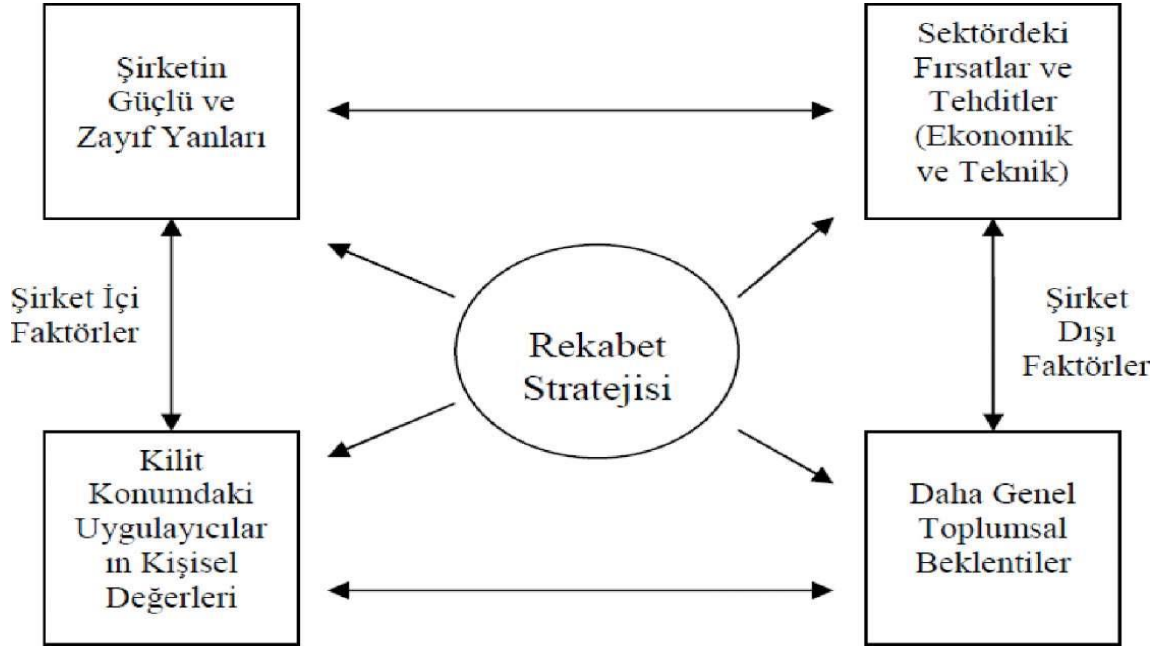 Şirketin
Güçlü ve
Zayıf Yanları
Sektördeki
Fırsatlar ve
Tehditler
(Ekonomik
ve Teknik)
Şirket İçi
Faktörler
Rekabet
Stratejisi
Şirket
Dışı
Faktörler
Kilit
Konumdaki
Uygulayıcılar
ın Kişisel
Değerleri
Daha Genel
Toplumsal
Beklentiler